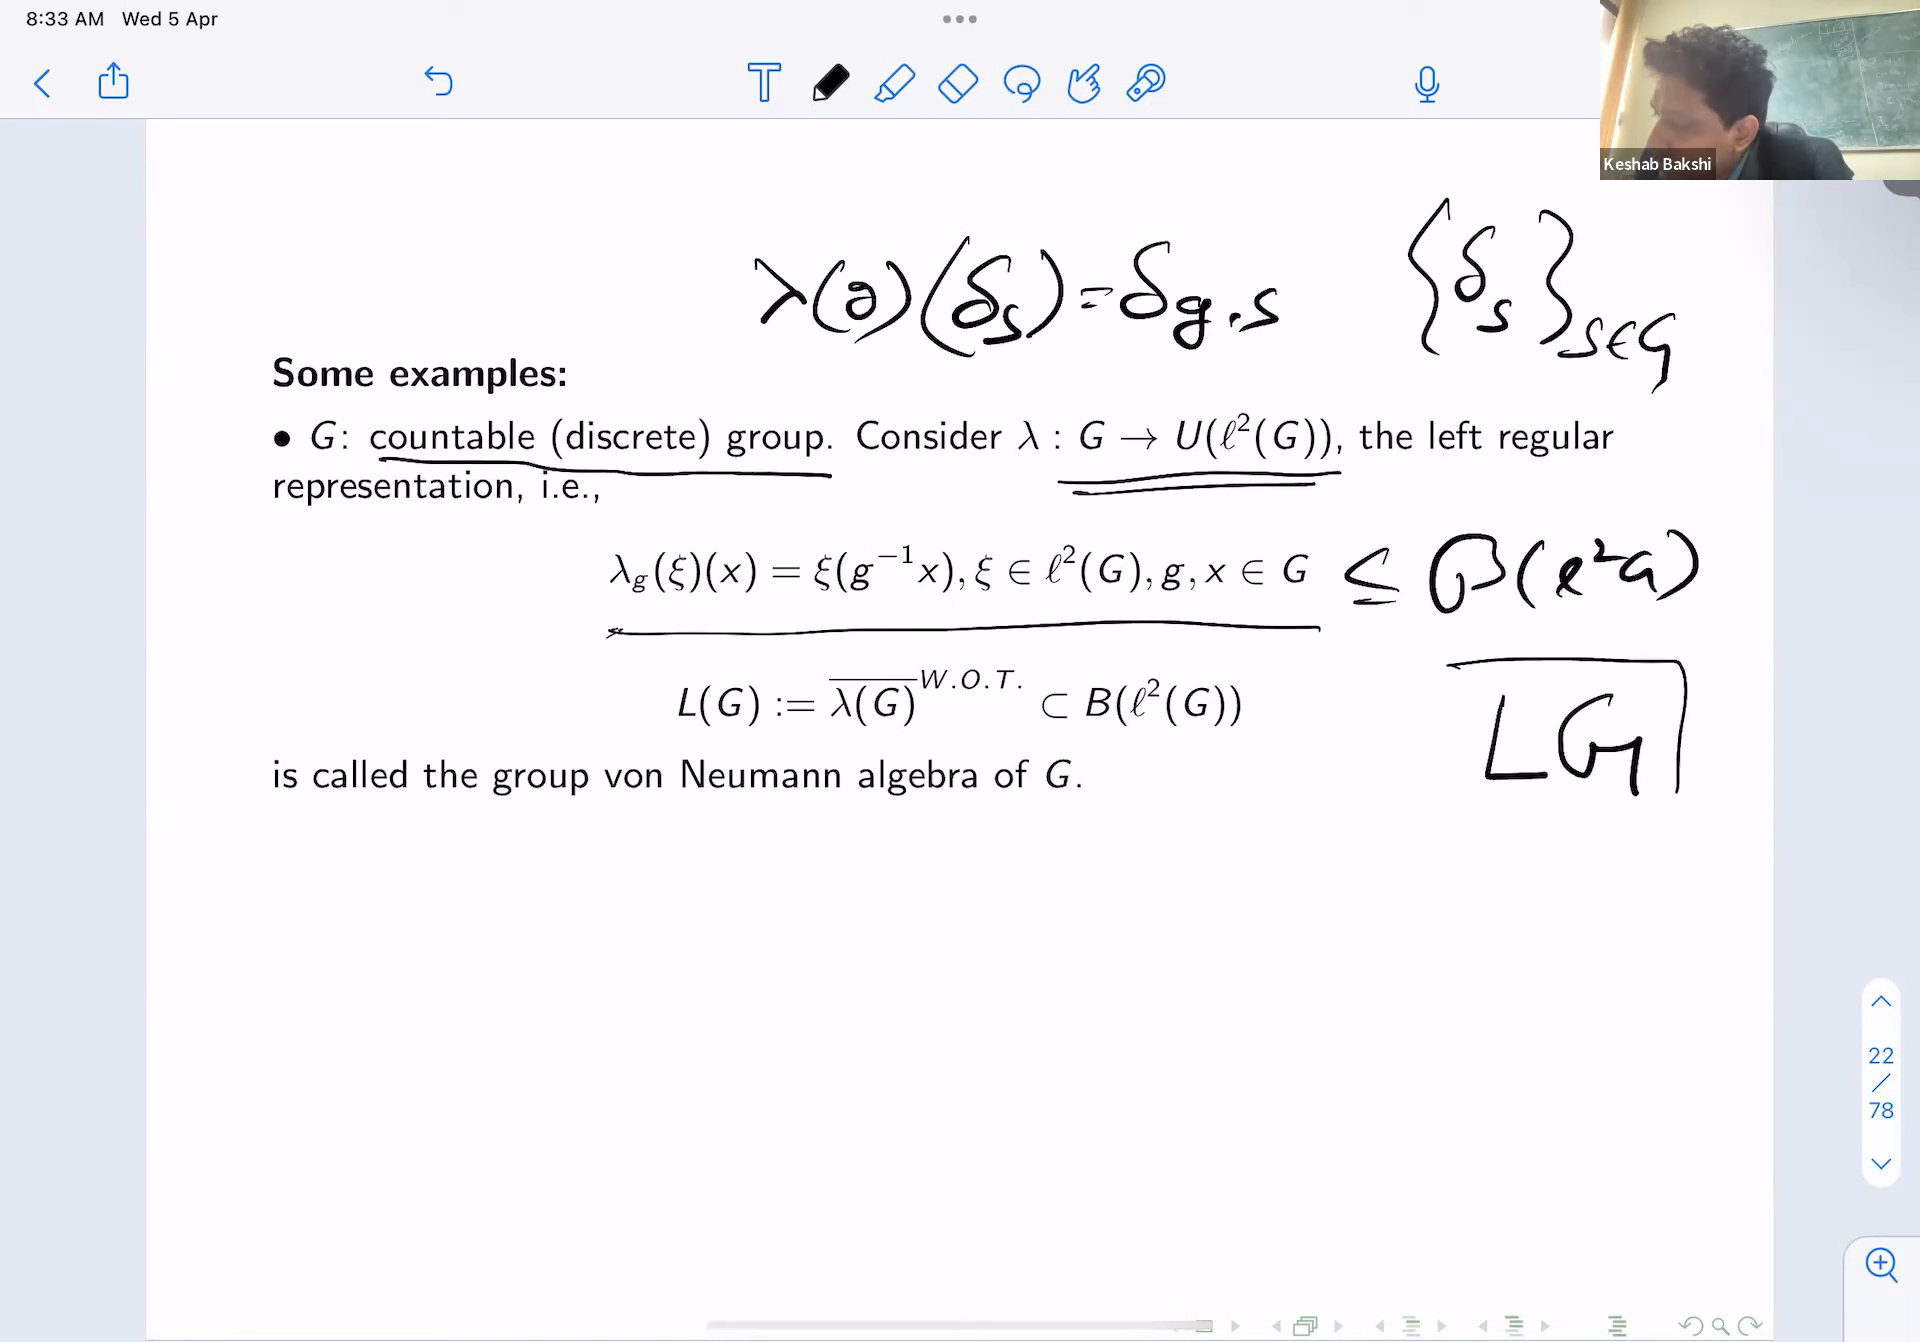 8:33 AM Wed 5 Apr
Keshab Bakshi
λ(g)(δ_s) = δ_{g.s} {δ_s}_{s∈G}
Some examples:
• G: countable (discrete) group. Consider λ : G → U(ℓ²(G)), the left regular
representation, i.e.,
λ_g(ξ)(x) = ξ(g⁻¹x), ξ ∈ ℓ²(G), g, x ∈ G ⊆ B(ℓ²G)
L(G) := \overline{λ(G)}^{W.O.T.} ⊂ B(ℓ²(G))
LG
is called the group von Neumann algebra of G.
22
/
78